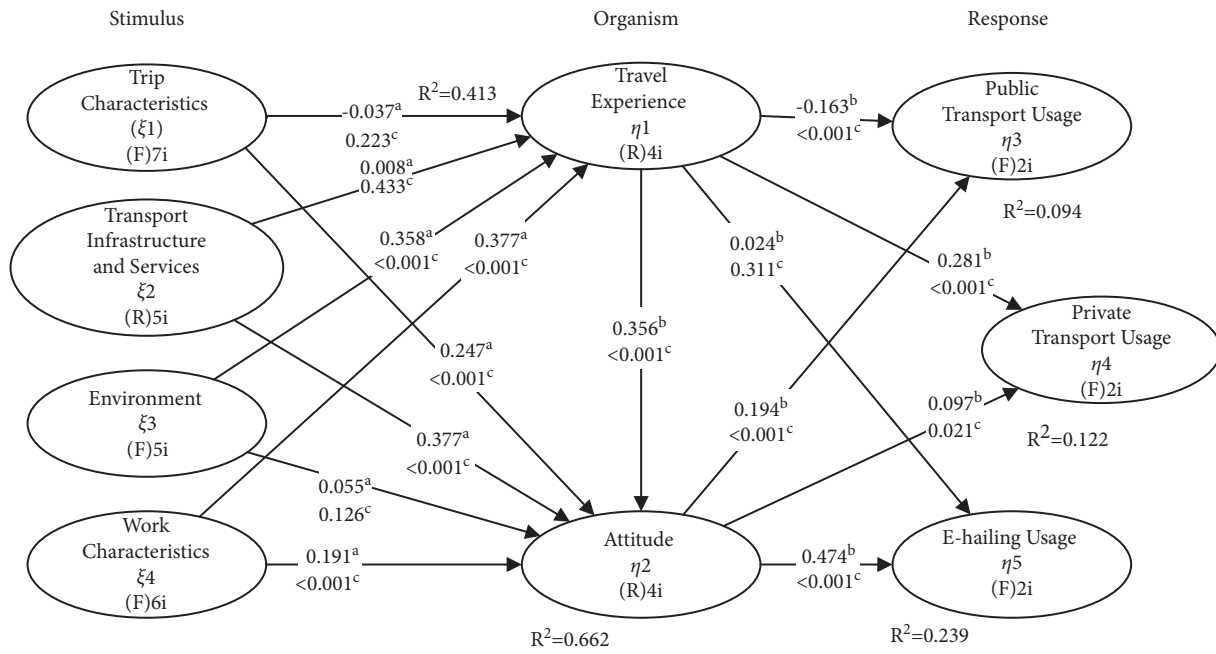 Stimulus
Organism
Response
Trip
Characteristics
(ξ1)
(F)7i
Transport
Infrastructure
and Services
ξ2
(R)5i
Environment
ξ3
(F)5i
Work
Characteristics
ξ4
(F)6i
R²=0.413
-0.037ᵃ
0.223ᶜ
0.008ᵃ
0.433ᶜ
0.358ᵃ
<0.001ᶜ
0.377ᵃ
<0.001ᶜ
0.247ᵃ
<0.001ᶜ
0.377ᵃ
<0.001ᶜ
0.055ᵃ
0.126ᶜ
0.191ᵃ
<0.001ᶜ
Travel
Experience
η1
(R)4i
0.356ᵇ
<0.001ᶜ
Attitude
η2
(R)4i
R²=0.662
-0.163ᵇ
<0.001ᶜ
0.024ᵇ
0.311ᶜ
0.281ᵇ
<0.001ᶜ
0.194ᵇ
<0.001ᶜ
0.097ᵇ
0.021ᶜ
0.474ᵇ
<0.001ᶜ
Public
Transport Usage
η3
(F)2i
R²=0.094
Private
Transport Usage
η4
(F)2i
R²=0.122
E-hailing Usage
η5
(F)2i
R²=0.239